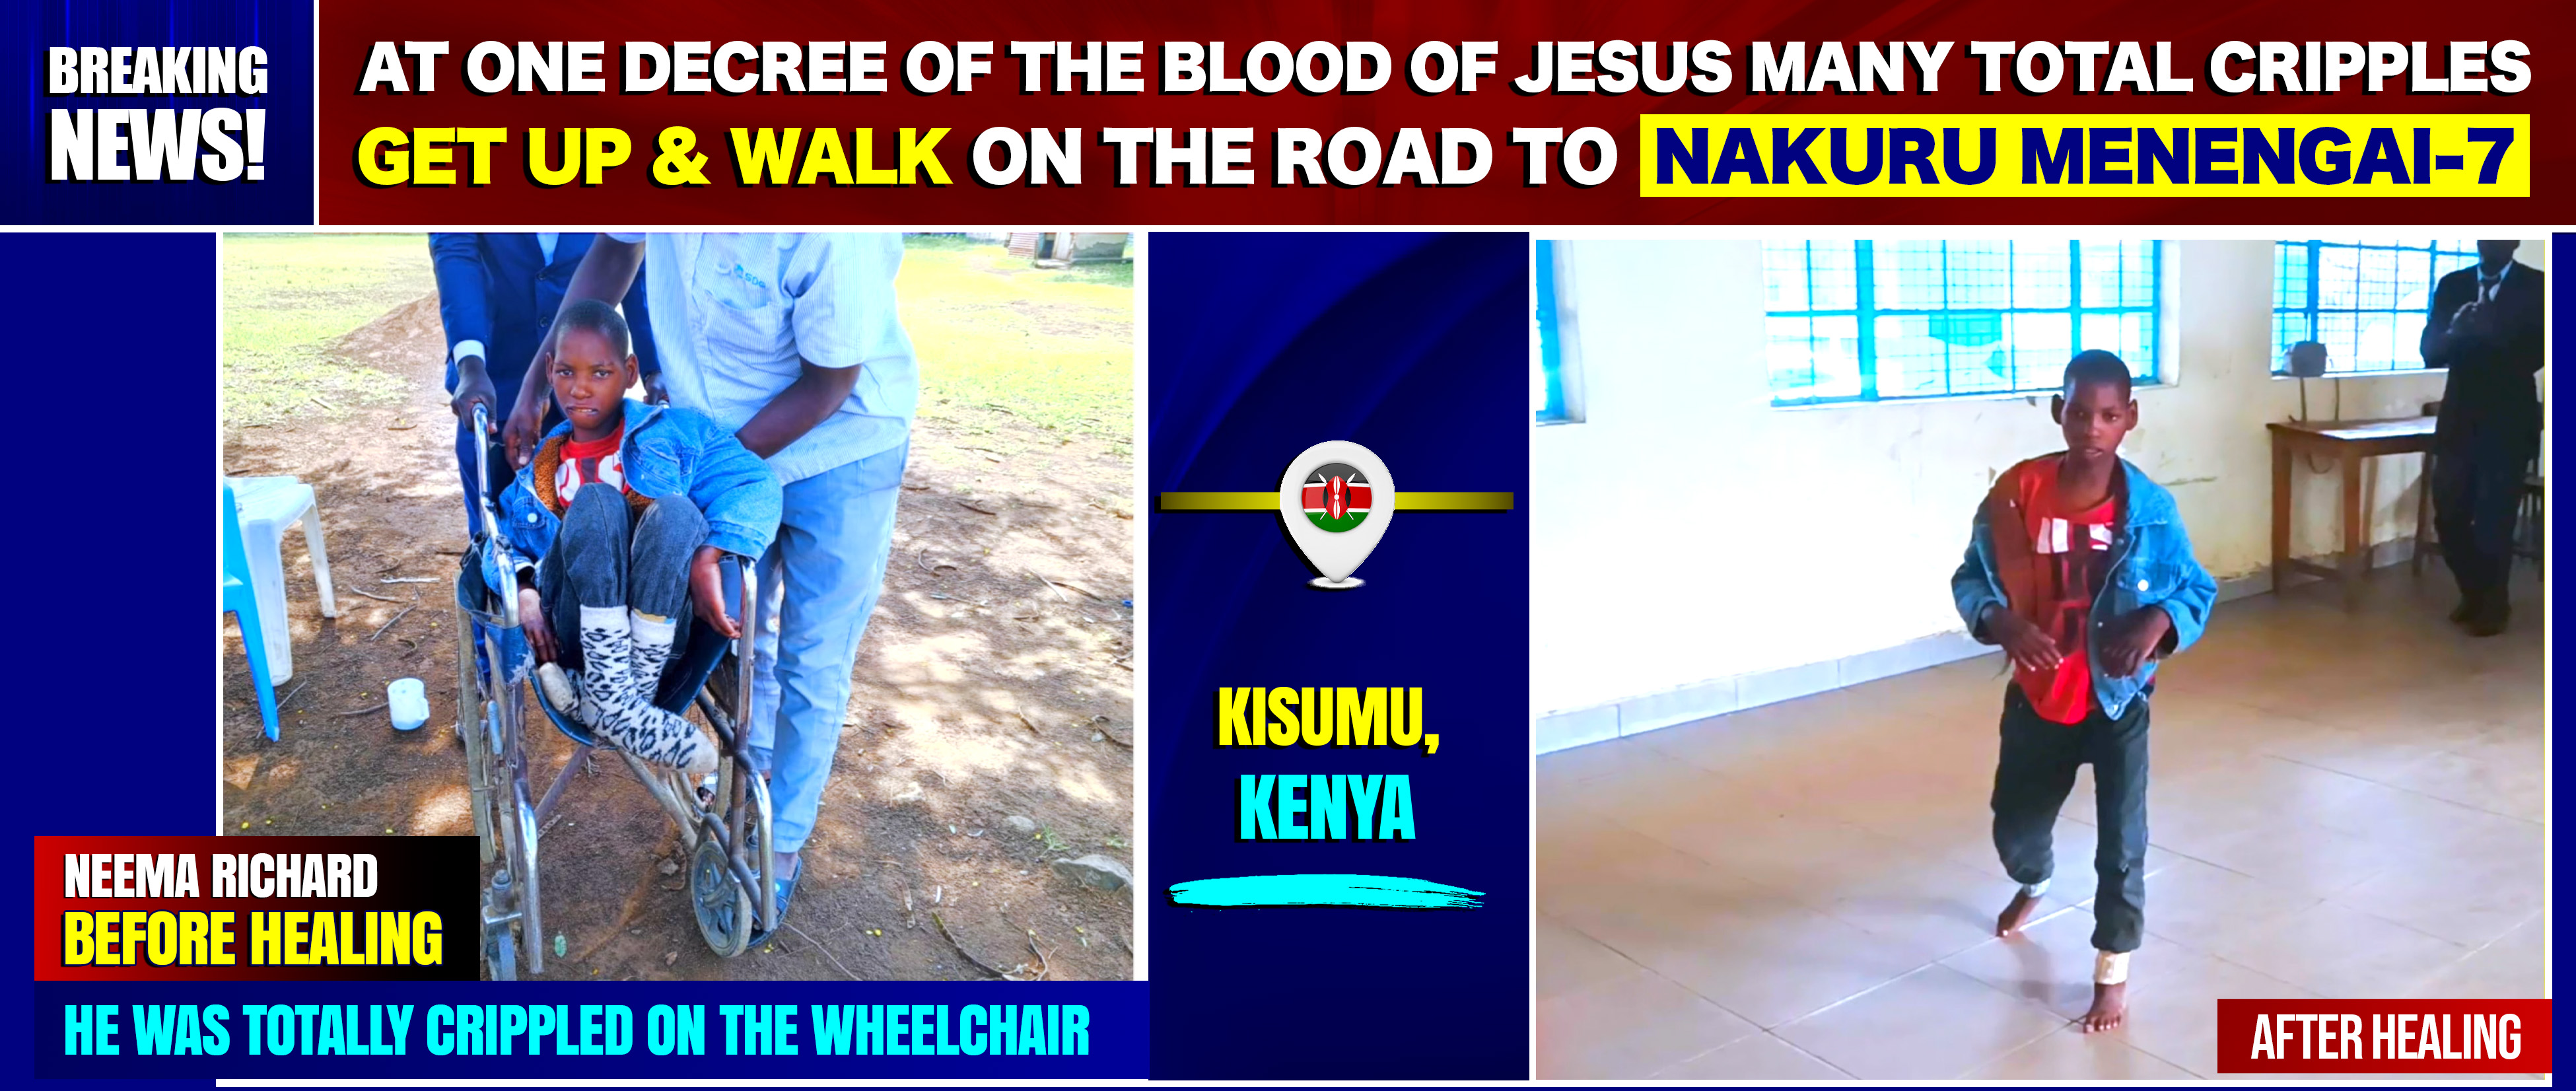 BREAKING
NEWS!
AT ONE DECREE OF THE BLOOD OF JESUS MANY TOTAL CRIPPLES
GET UP & WALK ON THE ROAD TO NAKURU MENENGAI-7
KISUMU,
KENYA
NEEMA RICHARD
BEFORE HEALING
HE WAS TOTALLY CRIPPLED ON THE WHEELCHAIR
AFTER HEALING